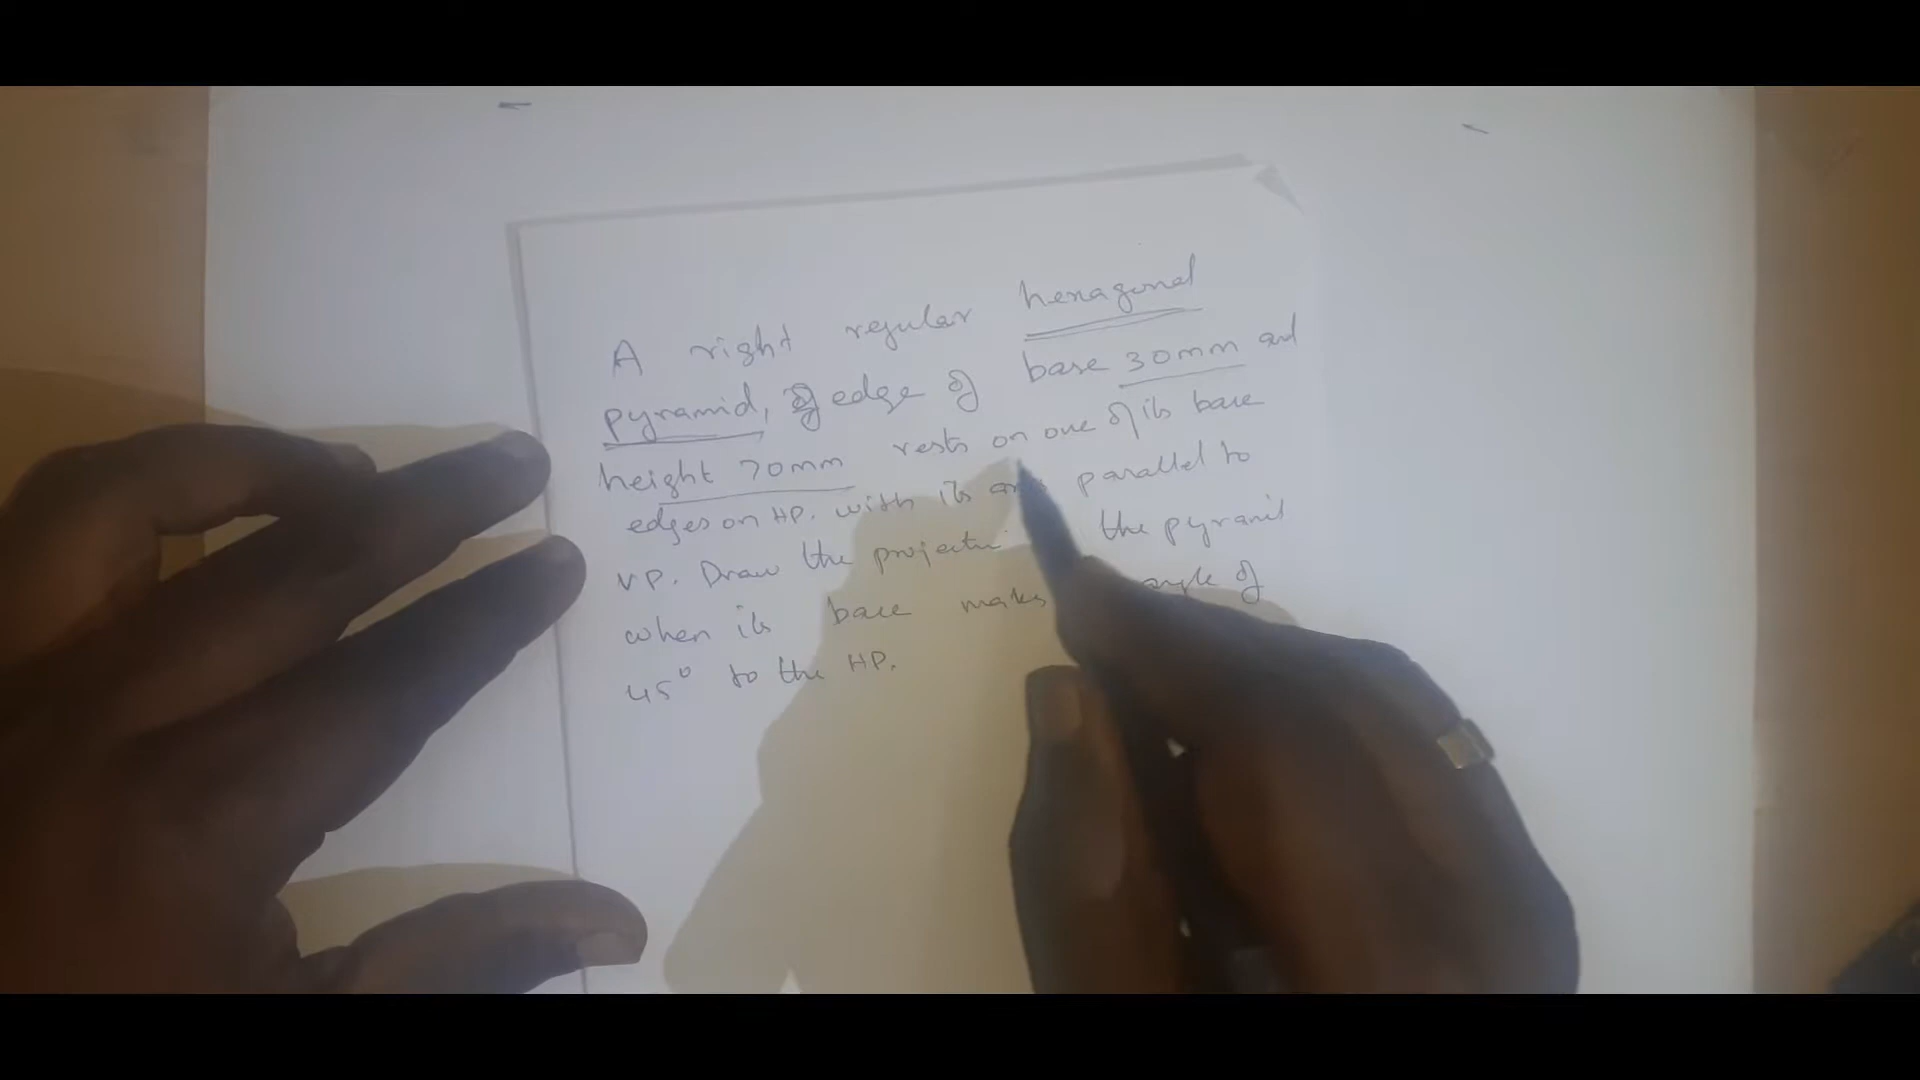 A right regular hexagonal
pyramid, of edge of base 30mm and
height 70mm rests on one of its base
edges on HP. with its parallel to
VP. Draw the the pyramid
when its base makes angle of
45° to the HP.